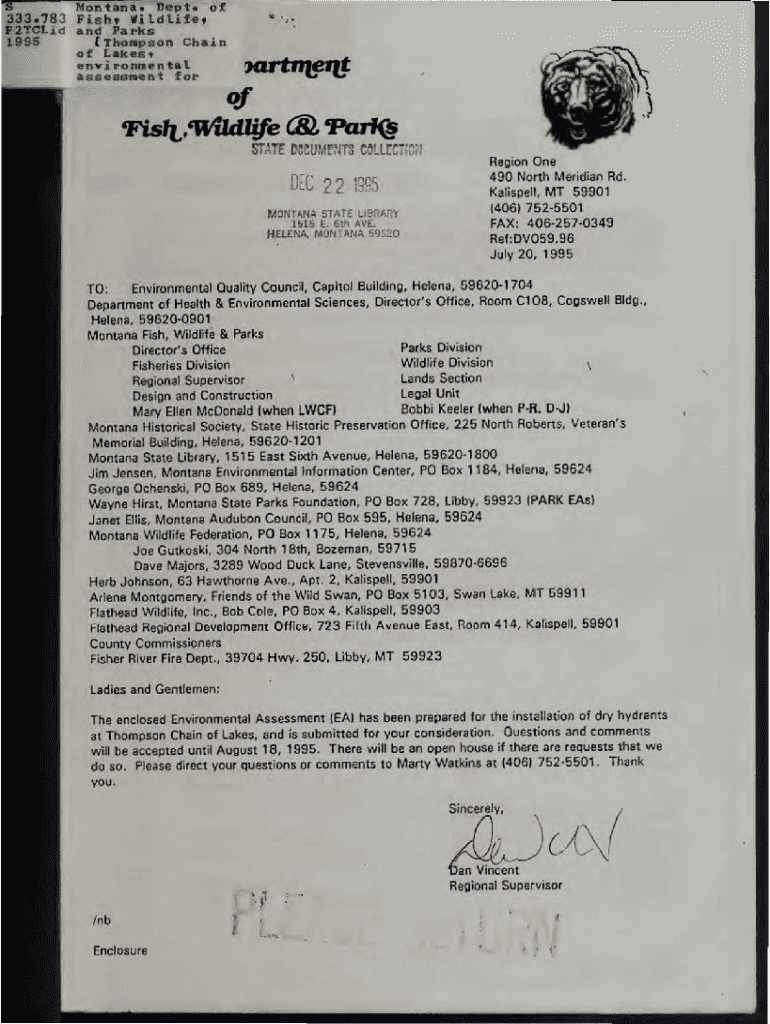 S
333.783
F2TCLid
1995
Montana. Dept. of
Fish, Wildlife,
and Parks
[Thompson Chain
of Lakes,
environmental
assessment for
partment
of
Fish, Wildlife & Parks
STATE DOCUMENTS COLLECTION
DEC 22 1995
MONTANA STATE LIBRARY
1515 E. 6th AVE.
HELENA, MONTANA 59620
Region One
490 North Meridian Rd.
Kalispell, MT 59901
(406) 752-5501
FAX: 406-257-0349
Ref:DV059.96
July 20, 1995
TO: Environmental Quality Council, Capitol Building, Helena, 59620-1704
Department of Health & Environmental Sciences, Director's Office, Room C108, Cogswell Bldg.,
Helena, 59620-0901
Montana Fish, Wildlife & Parks
Director's Office Parks Division
Fisheries Division Wildlife Division
Regional Supervisor Lands Section
Design and Construction Legal Unit
Mary Ellen McDonald (when LWCF) Bobbi Keeler (when P-R, D-J)
Montana Historical Society, State Historic Preservation Office, 225 North Roberts, Veteran's
Memorial Building, Helena, 59620-1201
Montana State Library, 1515 East Sixth Avenue, Helena, 59620-1800
Jim Jensen, Montana Environmental Information Center, PO Box 1184, Helena, 59624
George Ochenski, PO Box 689, Helena, 59624
Wayne Hirst, Montana State Parks Foundation, PO Box 728, Libby, 59923 (PARK EAs)
Janet Ellis, Montana Audubon Council, PO Box 595, Helena, 59624
Montana Wildlife Federation, PO Box 1175, Helena, 59624
Joe Gutkoski, 304 North 18th, Bozeman, 59715
Dave Majors, 3289 Wood Duck Lane, Stevensville, 59870-6696
Herb Johnson, 63 Hawthorne Ave., Apt. 2, Kalispell, 59901
Arlene Montgomery, Friends of the Wild Swan, PO Box 5103, Swan Lake, MT 59911
Flathead Wildlife, Inc., Bob Cole, PO Box 4, Kalispell, 59903
Flathead Regional Development Office, 723 Fifth Avenue East, Room 414, Kalispell, 59901
County Commissioners
Fisher River Fire Dept., 39704 Hwy. 250, Libby, MT 59923
Ladies and Gentlemen:
The enclosed Environmental Assessment (EA) has been prepared for the installation of dry hydrants
at Thompson Chain of Lakes, and is submitted for your consideration. Questions and comments
will be accepted until August 18, 1995. There will be an open house if there are requests that we
do so. Please direct your questions or comments to Marty Watkins at (406) 752-5501. Thank
you.
Sincerely,
Dan Vincent
Regional Supervisor
/nb
Enclosure